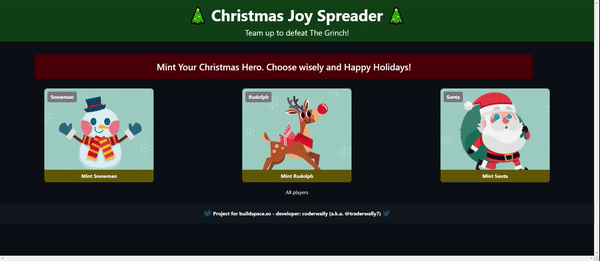 Christmas Joy Spreader
Team up to defeat The Grinch!
Mint Your Christmas Hero. Choose wisely and Happy Holidays!
Snowman
Rudolph
Santa
Mint Snowman
Mint Rudolph
Mint Santa
All players
Project for buildspace.so - developer: coderwally (a.k.a. @traderwally7)